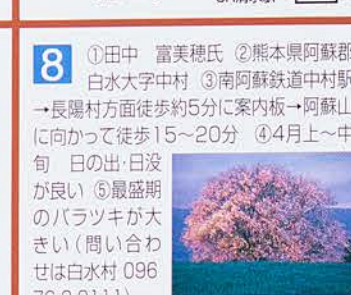 8 ①田中 富美穂氏 ②熊本県阿蘇郡
白水大字中村 ③南阿蘇鉄道中村駅
→長陽村方面徒歩約5分に案内板→阿蘇山
に向かって徒歩15〜20分 ④4月上〜中
旬 日の出・日没
が良い ⑤最盛期
のバラツキが大
きい(問い合わ
せは白水村 096